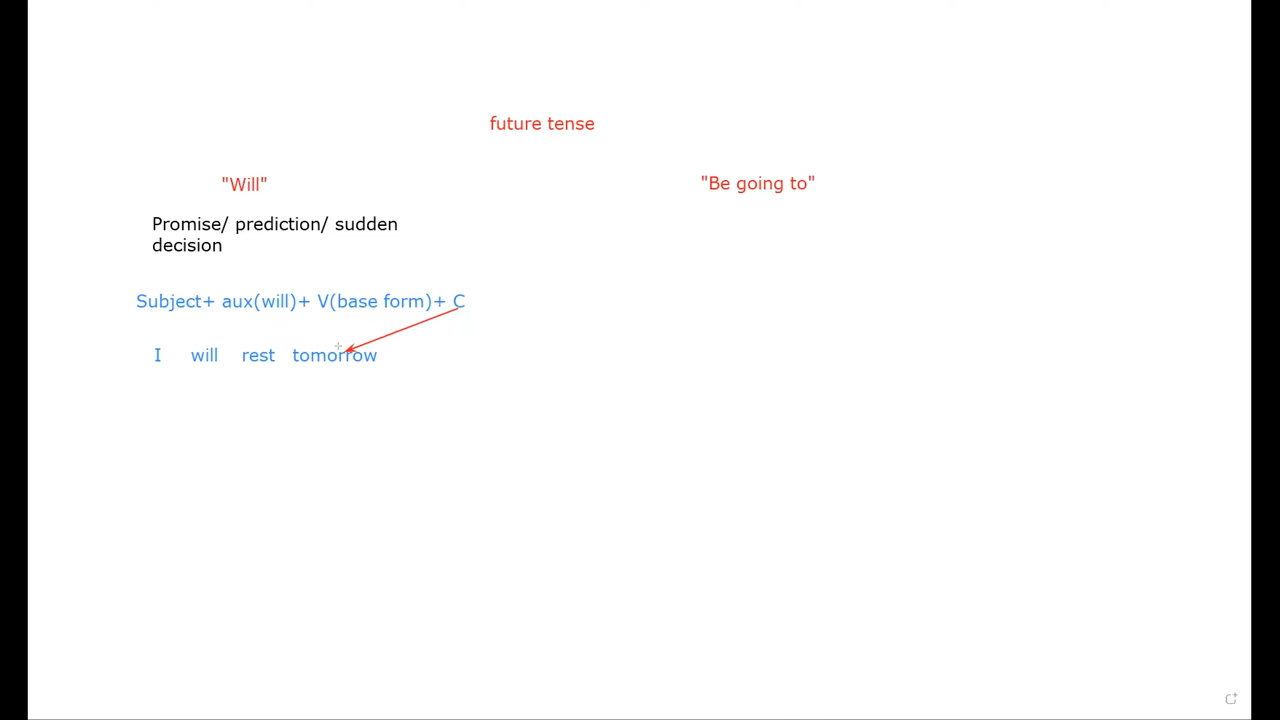 future tense
"Will"
"Be going to"
Promise/ prediction/ sudden
decision
Subject+ aux(will)+ V(base form)+ C
I will rest tomorrow